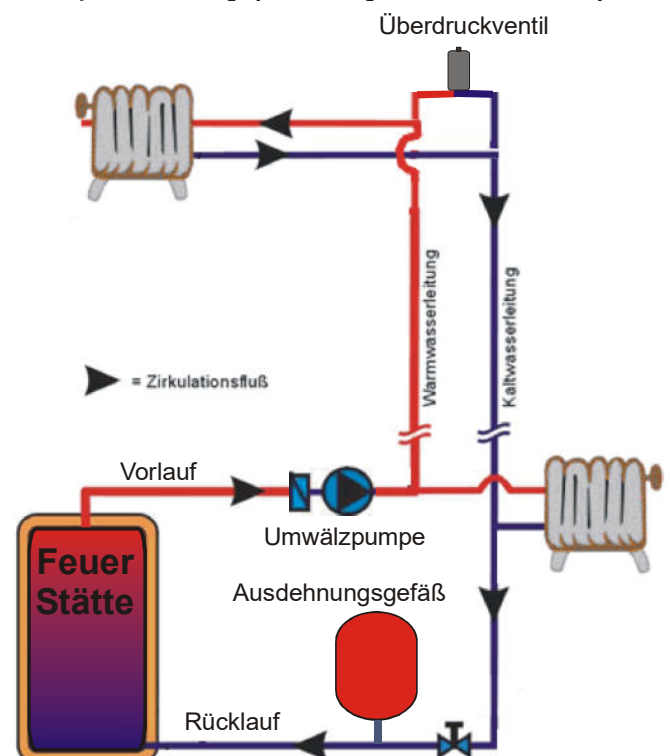 Überdruckventil
Warmwasserleitung
Kaltwasserleitung
= Zirkulationsfluß
Vorlauf
Umwälzpumpe
Feuer
Stätte
Ausdehnungsgefäß
Rücklauf